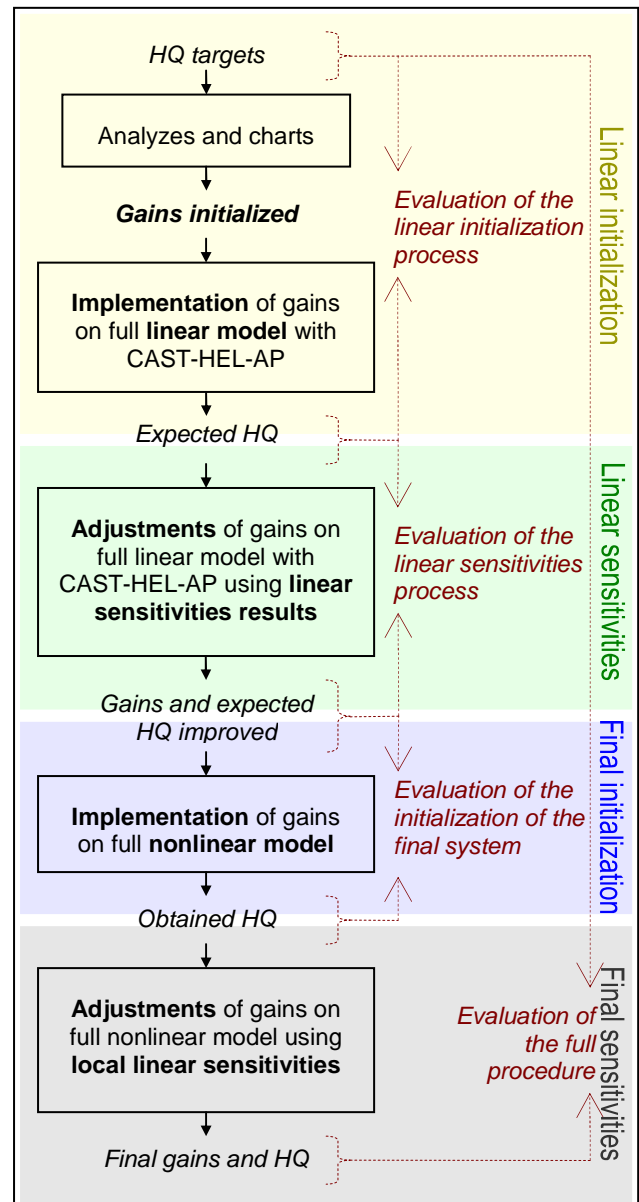 HQ targets
Analyzes and charts
Gains initialized
Implementation of gains
on full linear model with
CAST-HEL-AP
Expected HQ
Evaluation of the
linear initialization
process
Linear initialization
Adjustments of gains on
full linear model with
CAST-HEL-AP using linear
sensitivities results
Gains and expected
HQ improved
Evaluation of the
linear sensitivities
process
Linear sensitivities
Implementation of gains
on full nonlinear model
Obtained HQ
Evaluation of the
initialization of the
final system
Final initialization
Adjustments of gains on
full nonlinear model using
local linear sensitivities
Final gains and HQ
Evaluation of
the full
procedure
Final sensitivities